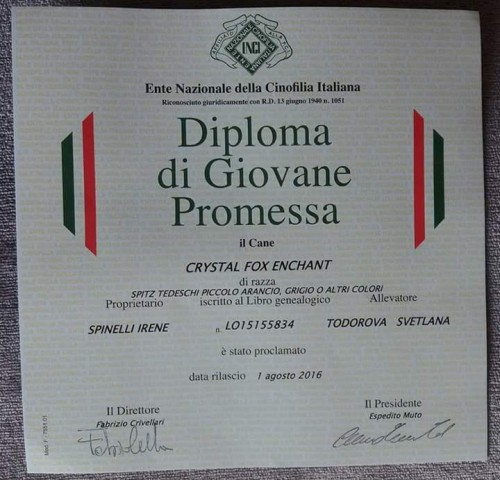 ENCI
Ente Nazionale della Cinofilia Italiana
Riconosciuto giuridicamente con R.D. 13 giugno 1940 n. 1051
Diploma
di Giovane
Promessa
il Cane
CRYSTAL FOX ENCHANT
di razza
SPITZ TEDESCHI PICCOLO ARANCIO, GRIGIO O ALTRI COLORI
Proprietario iscritto al Libro genealogico Allevatore
SPINELLI IRENE n. LO15155834 TODOROVA SVETLANA
è stato proclamato
data rilascio 1 agosto 2016
Il Direttore Il Presidente
Fabrizio Crivellari Espedito Muto